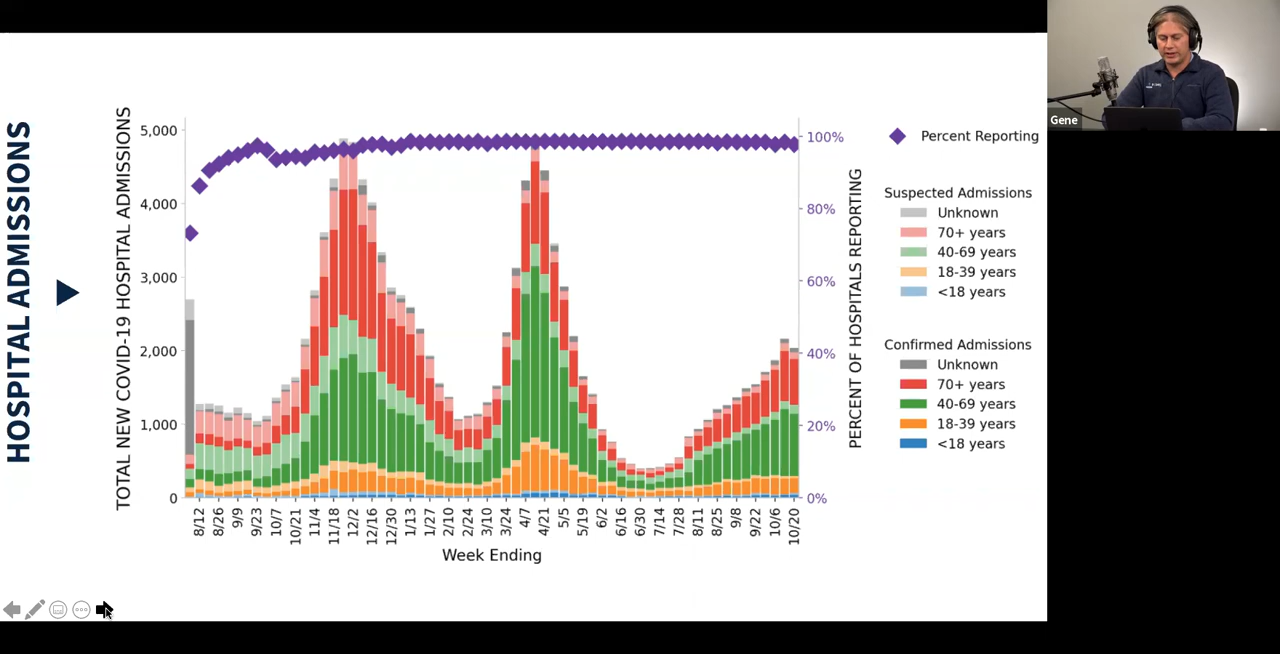 HOSPITAL ADMISSIONS
TOTAL NEW COVID-19 HOSPITAL ADMISSIONS
5,000
4,000
3,000
2,000
1,000
0
8/12
8/26
9/9
9/23
10/7
10/21
11/4
11/18
12/2
12/16
12/30
1/13
1/27
2/10
2/24
3/10
3/24
4/7
4/21
5/5
5/19
6/2
6/16
6/30
7/14
7/28
8/11
8/25
9/8
9/22
10/6
10/20
Week Ending
100%
80%
60%
40%
20%
0%
PERCENT OF HOSPITALS REPORTING
Percent Reporting
Suspected Admissions
Unknown
70+ years
40-69 years
18-39 years
<18 years
Confirmed Admissions
Unknown
70+ years
40-69 years
18-39 years
<18 years
Gene